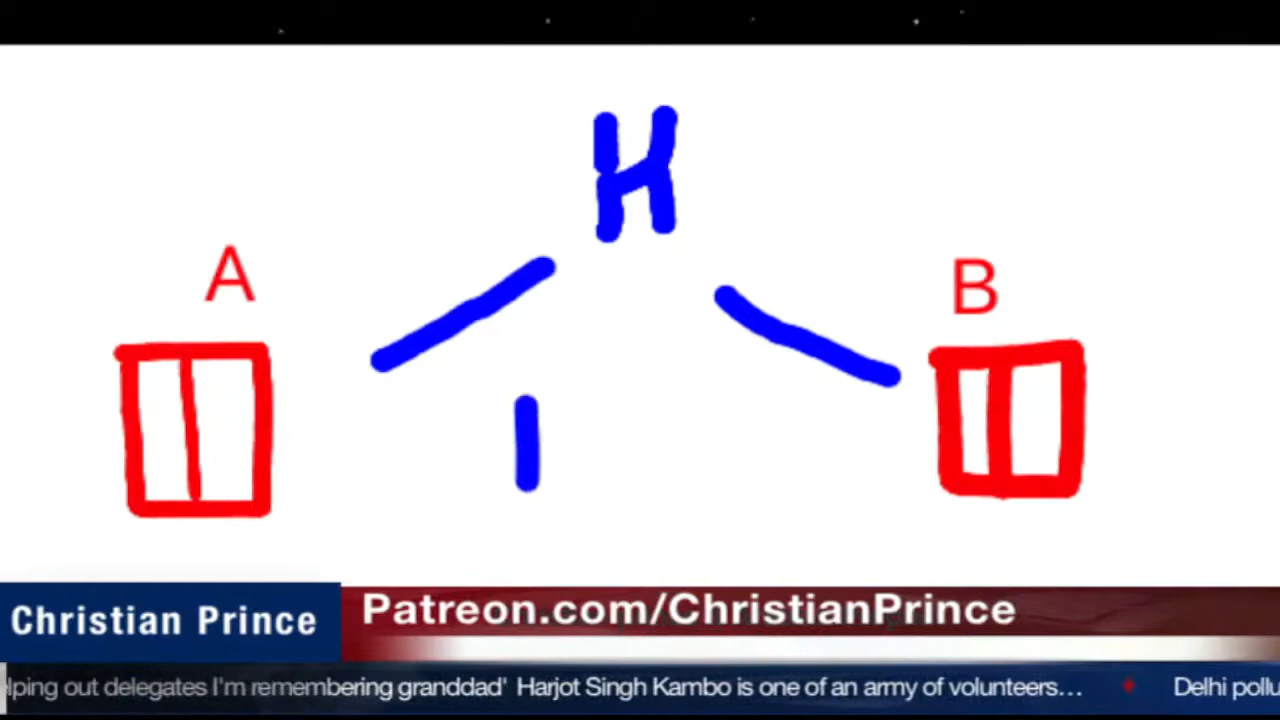 H
A
B
Christian Prince
Patreon.com/ChristianPrince
lping out delegates I'm remembering granddad' Harjot Singh Kambo is one of an army of volunteers... Delhi pollu